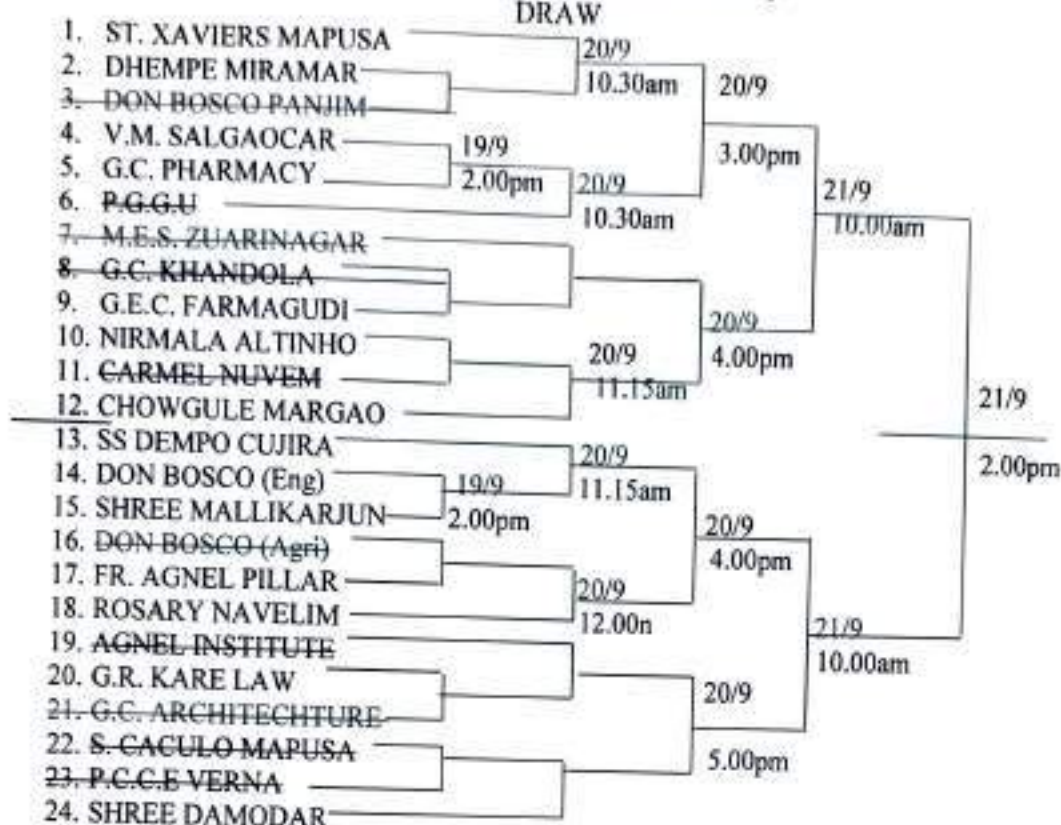 DRAW
1. ST. XAVIERS MAPUSA
2. DHEMPE MIRAMAR
3. DON BOSCO PANJIM
4. V.M. SALGAOCAR
5. G.C. PHARMACY
6. P.G.G.U
7. M.E.S. ZUARINAGAR
8. G.C. KHANDOLA
9. G.E.C. FARMAGUDI
10. NIRMALA ALTINHO
11. CARMEL NUVEM
12. CHOWGULE MARGAO
13. SS DEMPO CUJIRA
14. DON BOSCO (Eng)
15. SHREE MALLIKARJUN
16. DON BOSCO (Agri)
17. FR. AGNEL PILLAR
18. ROSARY NAVELIM
19. AGNEL INSTITUTE
20. G.R. KARE LAW
21. G.C. ARCHITECHTURE
22. S. CACULO MAPUSA
23. P.C.C.E VERNA
24. SHREE DAMODAR
19/9
2.00pm
19/9
2.00pm
20/9
10.30am
20/9
10.30am
20/9
11.15am
20/9
11.15am
20/9
12.00n
20/9
3.00pm
20/9
4.00pm
20/9
4.00pm
20/9
5.00pm
21/9
10.00am
21/9
10.00am
21/9
2.00pm